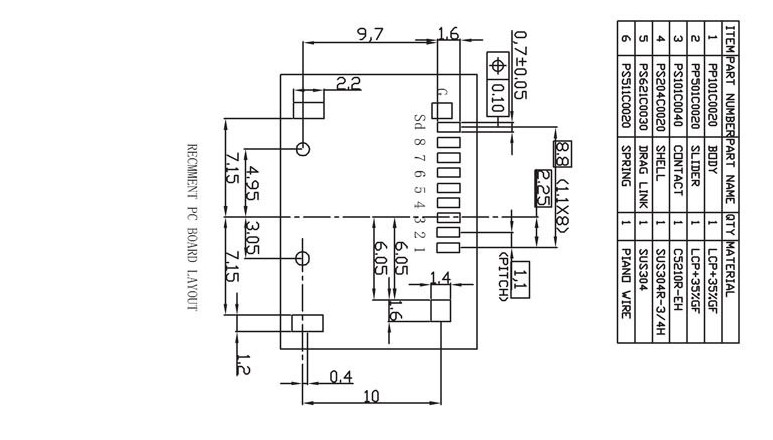 9,7
1,6
0,7±0.05
0.10
2,2
G
Sd 8 7 6 5 4 3 2 1
8.8 (1.1X8)
2.25
7,15
4.95
3.05
7.15
6.05
6.05
1,1
(PITCH)
1.4
1.6
1,2
0.4
10
RECMMENT PC BOARD LAYOUT
ITEM PART NUMBER PART NAME QTY MATERIAL
1 PP101C0020 BODY 1 LCP+35%GF
2 PP501C0020 SLIDER 1 LCP+35%GF
3 PS101C0040 CONTACT 1 C5210R-EH
4 PS204C0020 SHELL 1 SUS304R-3/4H
5 PS621C0030 DRAG LINK 1 SUS304
6 PS511C0020 SPRING 1 PIANO WIRE